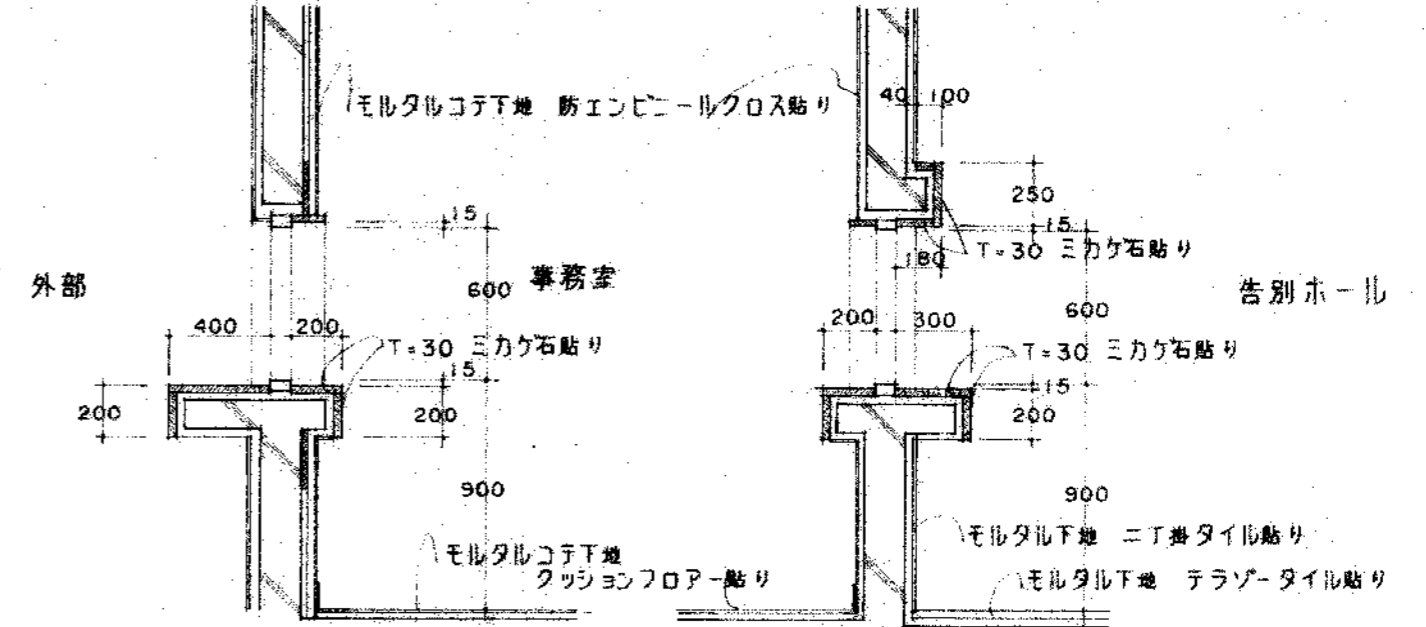 モルタルコテ下地 防エンビニールクロス貼り
40 100
250
15
15
T=30 ミカゲ石貼り
180
外部
600
事務室
告別ホール
600
400
200
200
300
T=30 ミカゲ石貼り
T=30 ミカゲ石貼り
15
15
200
200
200
900
900
モルタル下地 二丁掛タイル貼り
モルタルコテ下地
クッションフロアー貼り
モルタル下地 テラゾータイル貼り